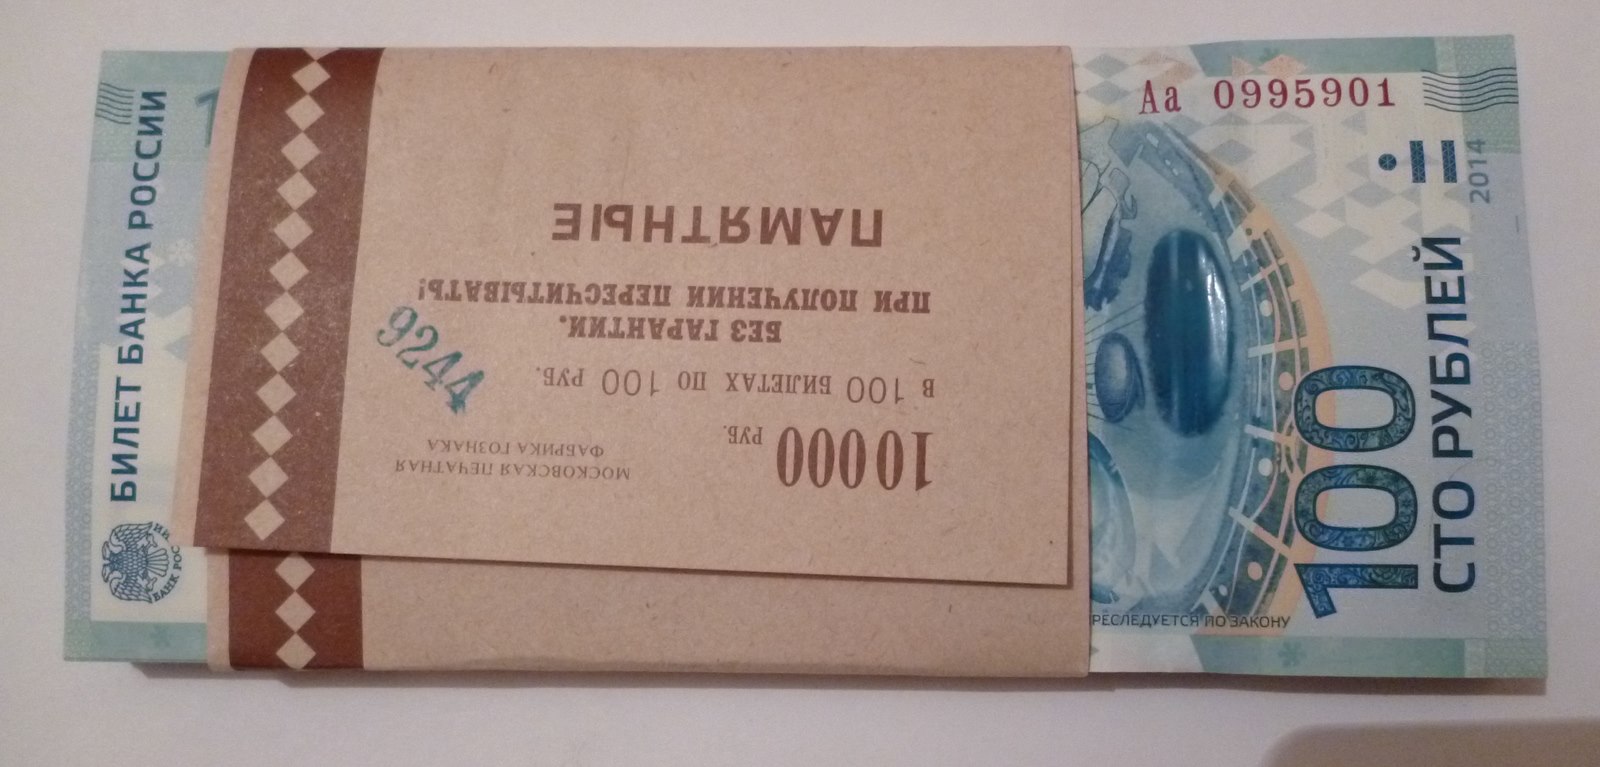 БИЛЕТ БАНКА РОССИИ
ПАМЯТНЫЕ
ПРИ ПОЛУЧЕНИИ ПЕРЕСЧИТЫВАТЬ!
БЕЗ ГАРАНТИИ.
В 100 БИЛЕТАХ ПО 100 РУБ.
10000 РУБ.
МОСКОВСКАЯ ПЕЧАТНАЯ
ФАБРИКА ГОЗНАКА
9244
Аа 0995901
2014
100
СТО РУБЛЕЙ
РЕСЛЕДУЕТСЯ ПО ЗАКОНУ